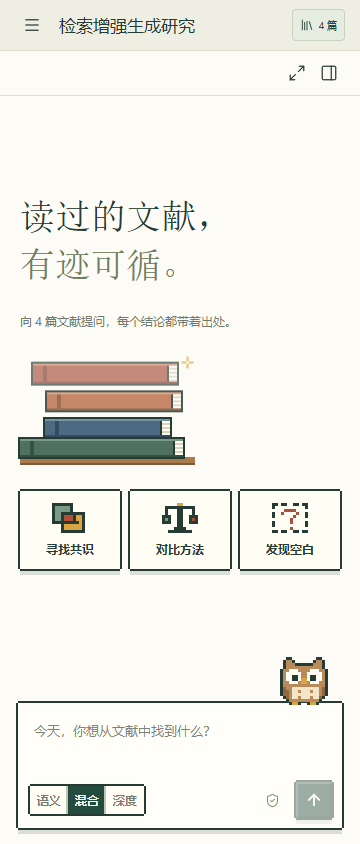 检索增强生成研究
4 篇
读过的文献，
有迹可循。
向 4 篇文献提问，每个结论都带着出处。
寻找共识
对比方法
发现空白
今天，你想从文献中找到什么？
语义
混合
深度